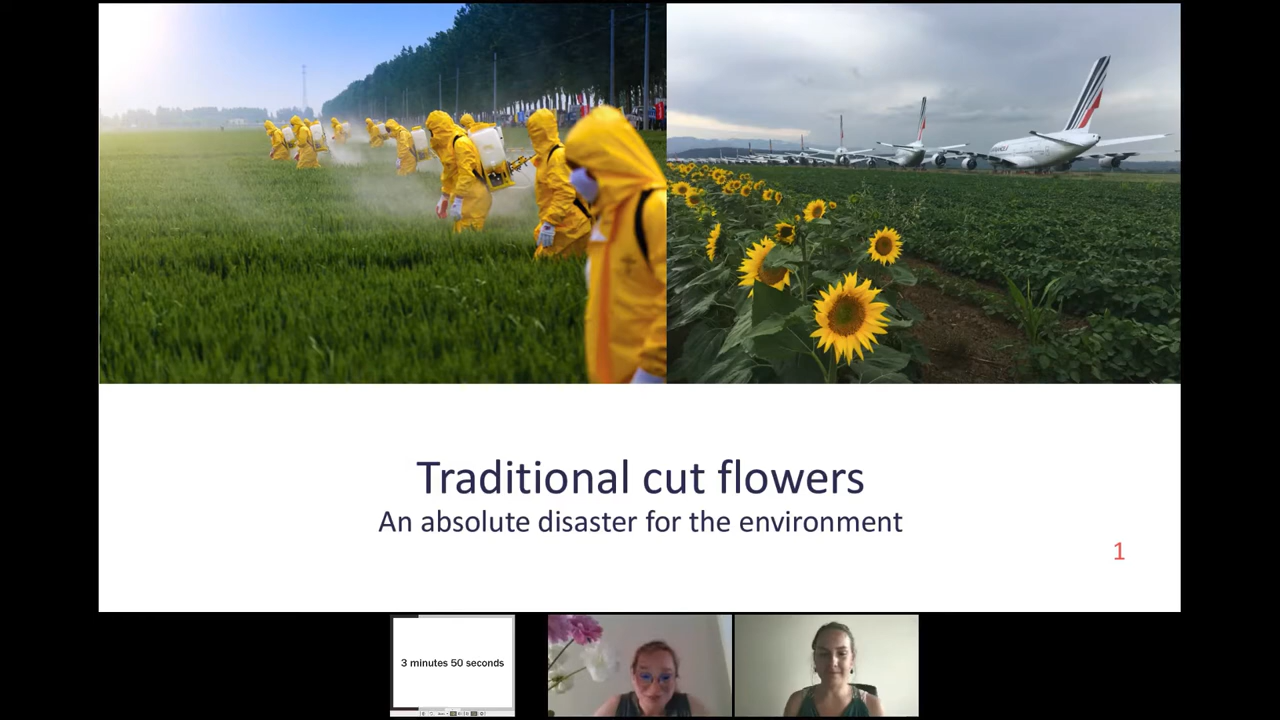 Traditional cut flowers
An absolute disaster for the environment
1
3 minutes 50 seconds